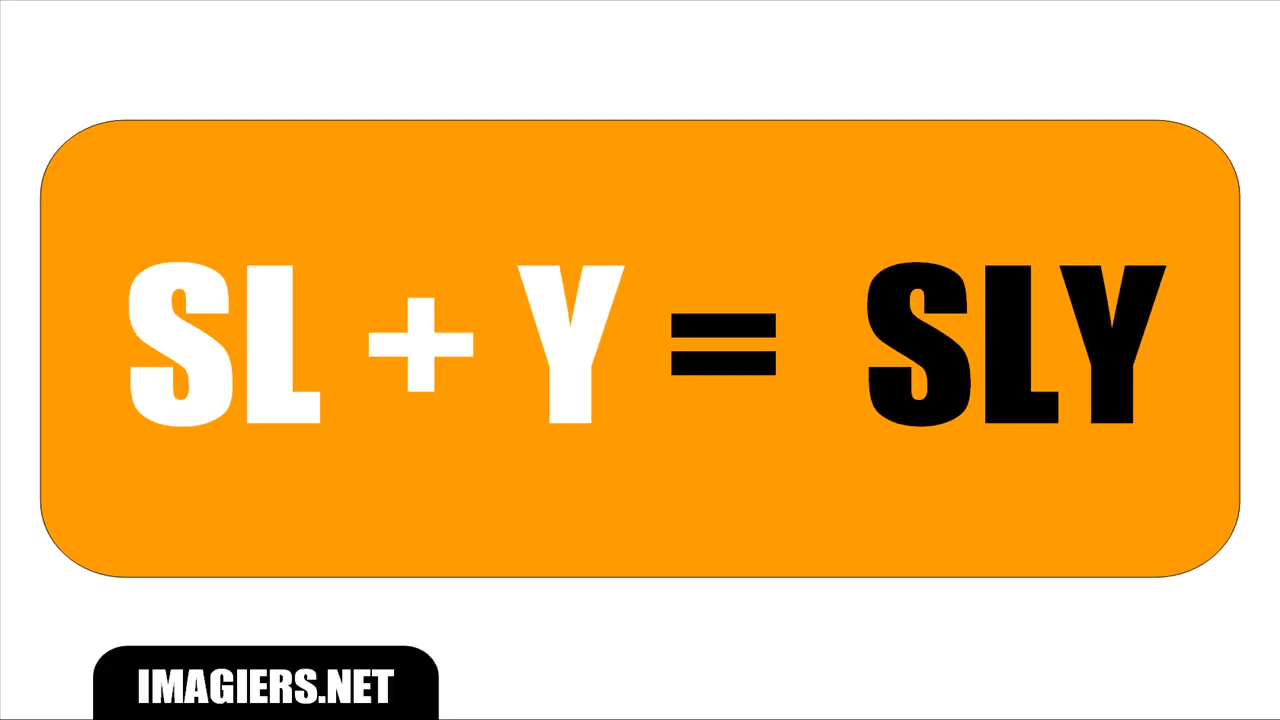 SL + Y = SLY
IMAGIERS.NET